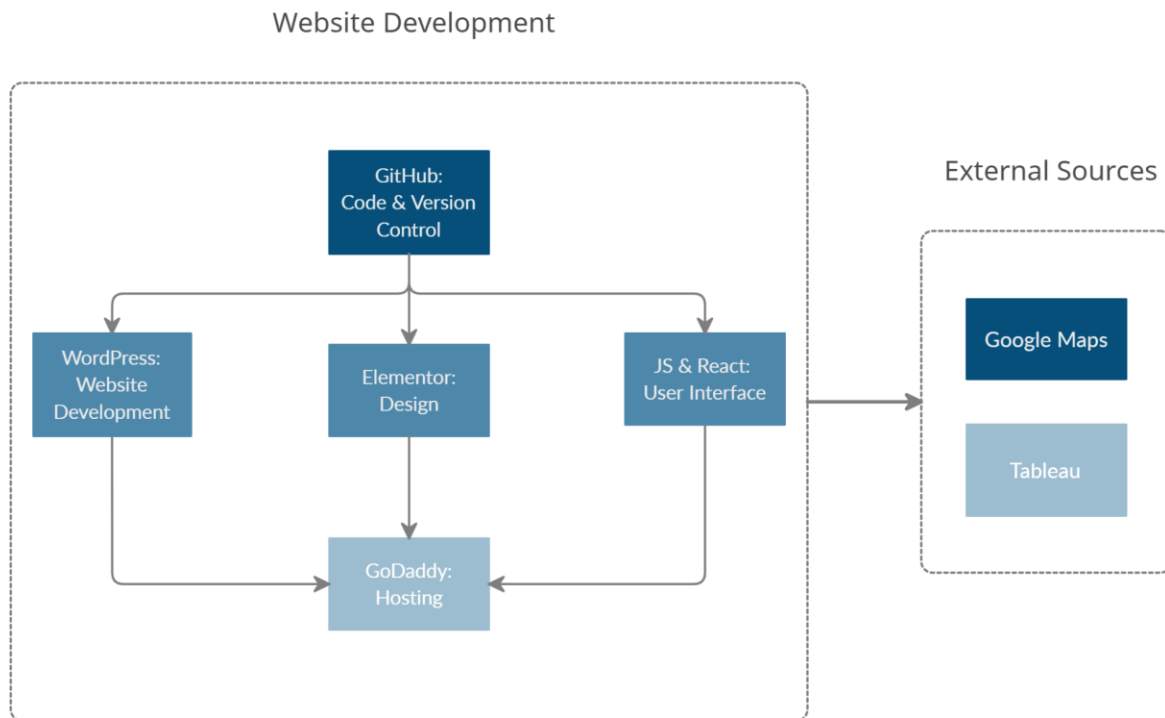 Website Development
External Sources
GitHub:
Code & Version
Control
WordPress:
Website
Development
Elementor:
Design
JS & React:
User Interface
GoDaddy:
Hosting
Google Maps
Tableau